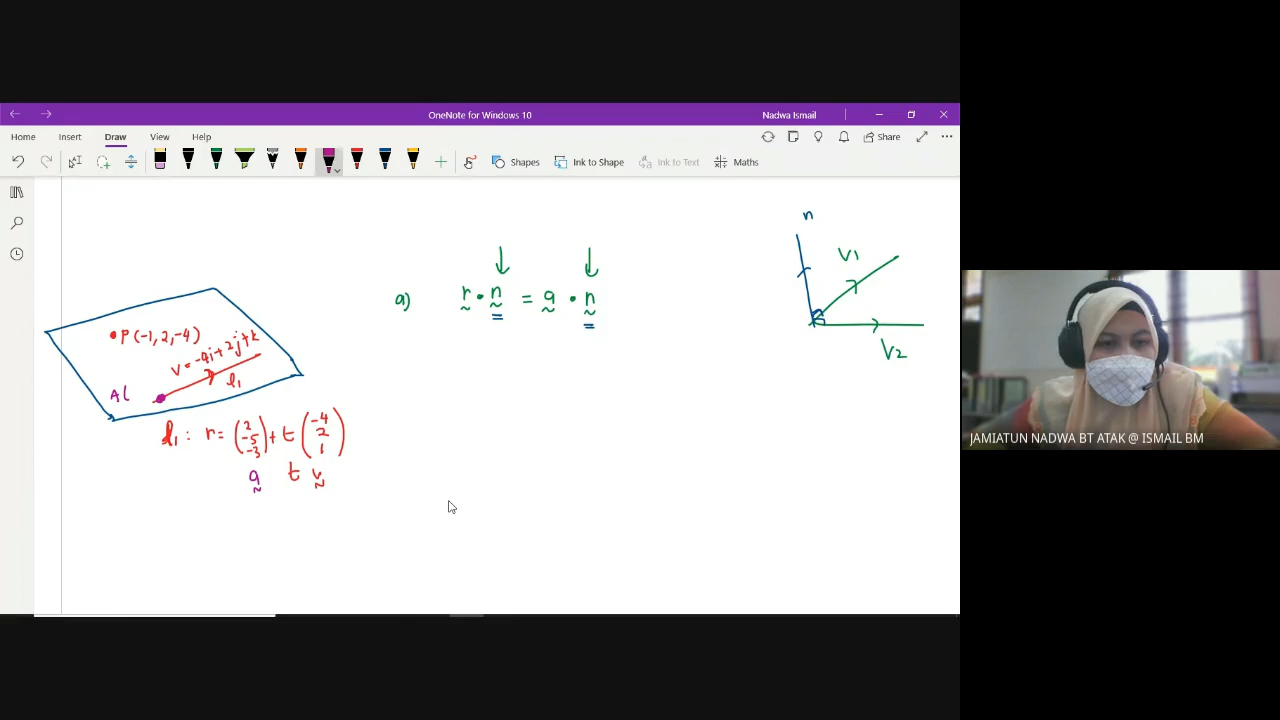 OneNote for Windows 10
Nadwa Ismail
Home Insert Draw View Help
Share
Shapes Ink to Shape Ink to Text Maths
n
V1
V2
a) r • n = a • n
• P (-1, 2, -4)
v = -4i + 2j + k
l1
A(
l1 : r = (2 -5 -3) + t (-4 2 1)
a t v
JAMIATUN NADWA BT ATAK @ ISMAIL BM